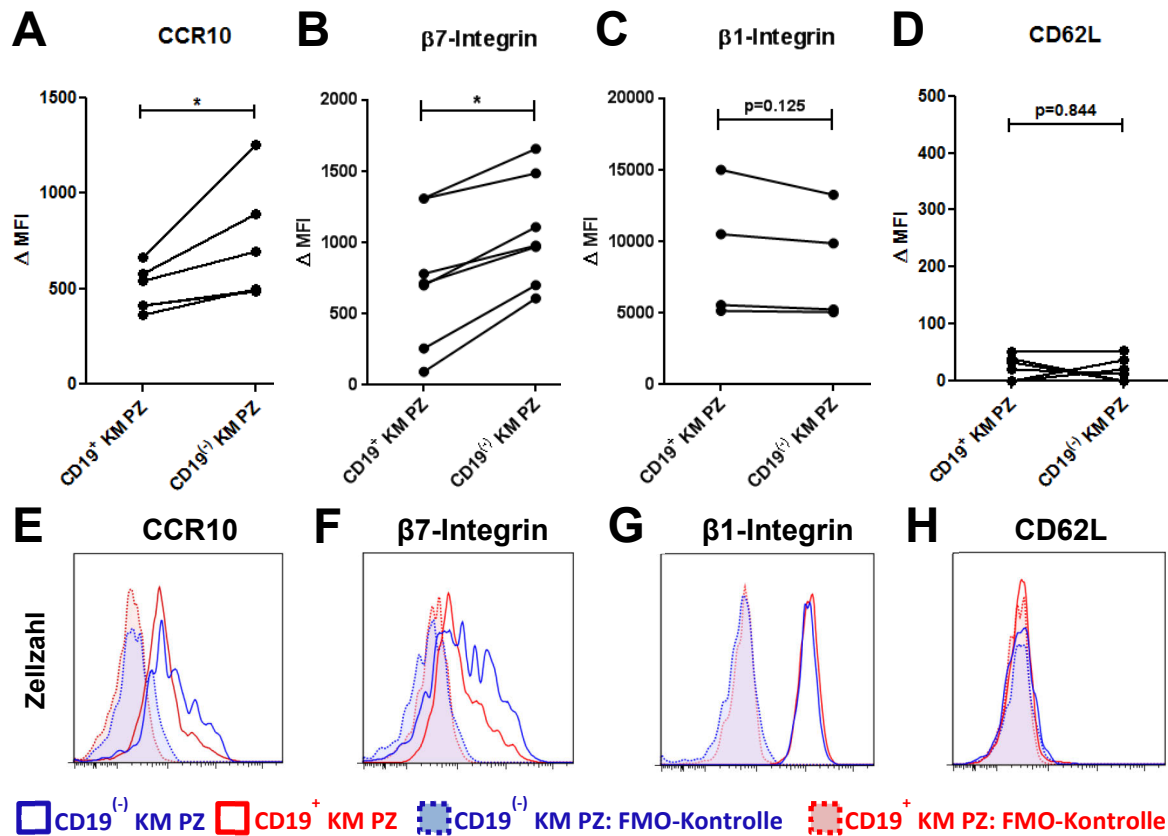 A CCR10
B β7-Integrin
C β1-Integrin
D CD62L
1500
1000
500
0
Δ MFI
*
CD19+ KM PZ
CD19(-) KM PZ
2000
1500
1000
500
0
Δ MFI
*
CD19+ KM PZ
CD19(-) KM PZ
20000
15000
10000
5000
0
Δ MFI
p=0.125
CD19+ KM PZ
CD19(-) KM PZ
500
400
300
200
100
0
Δ MFI
p=0.844
CD19+ KM PZ
CD19(-) KM PZ
E CCR10
F β7-Integrin
G β1-Integrin
H CD62L
Zellzahl
CD19(-) KM PZ
CD19+ KM PZ
CD19(-) KM PZ: FMO-Kontrolle
CD19+ KM PZ: FMO-Kontrolle